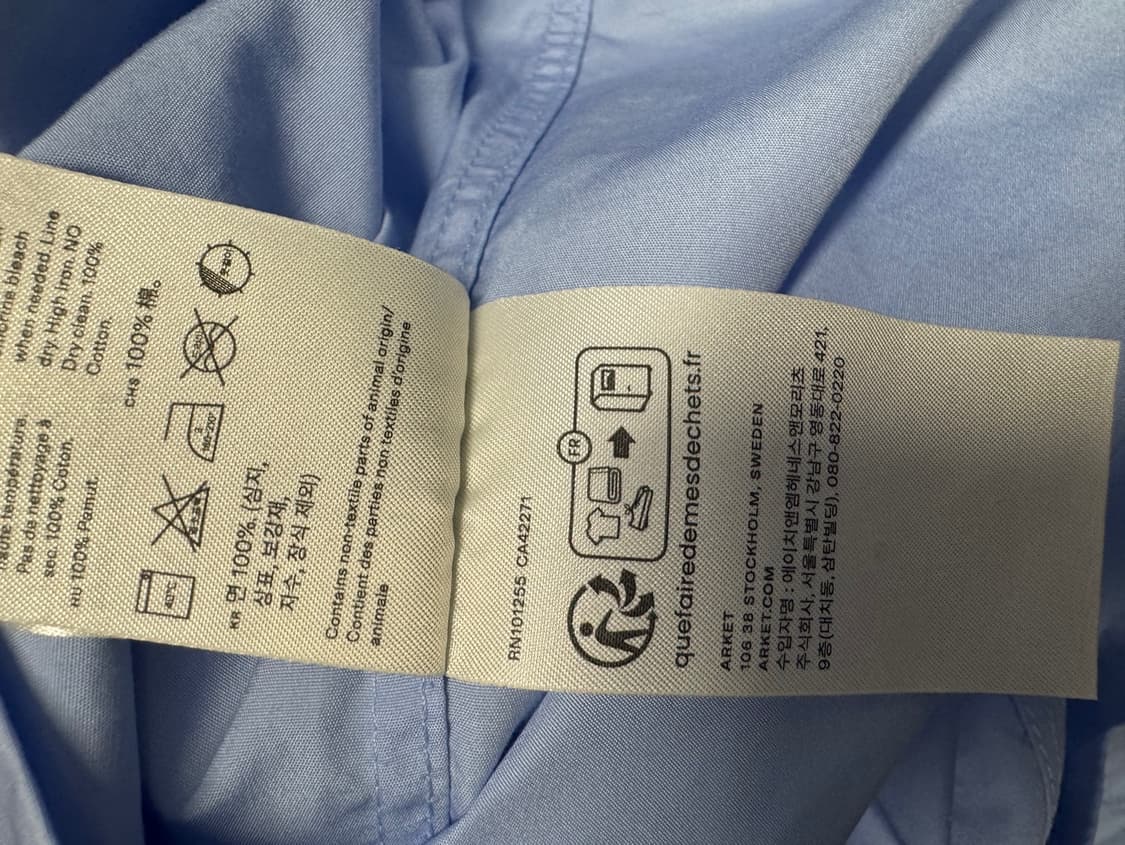 when needed Line
dry High Iron NO
Dry clean. 100%
Cotton.
CHS 100% 棉。
Pas de nettoyage à
sec. 100% Coton.
HU 100% Pamut.
40°C
KR 면 100%, (심지,
상표, 보강재,
자수, 장식 제외)
Contains non-textile parts of animal origin/
Contient des parties non textiles d'origine
animale
RN101255 CA42271
FR
quefairedemesdechets.fr
ARKET
106 38 STOCKHOLM, SWEDEN
ARKET.COM
수입자명 : 에이치앤엠헤네스앤모리츠
주식회사, 서울특별시 강남구 영동대로 421,
9층(대치동, 삼탄빌딩), 080-822-0220